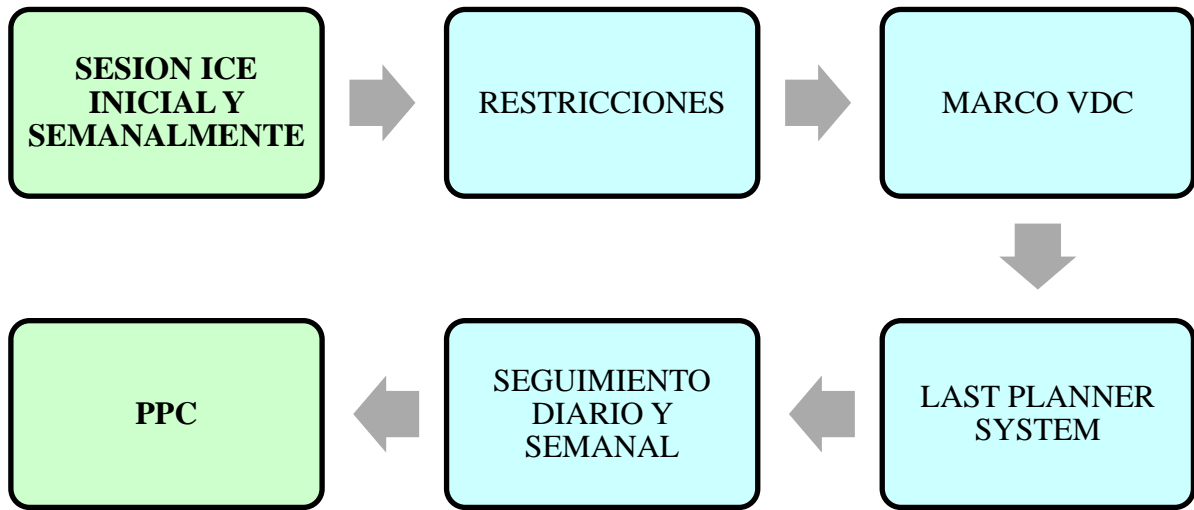 SESION ICE
INICIAL Y
SEMANALMENTE
RESTRICCIONES
MARCO VDC
LAST PLANNER
SYSTEM
SEGUIMIENTO
DIARIO Y
SEMANAL
PPC